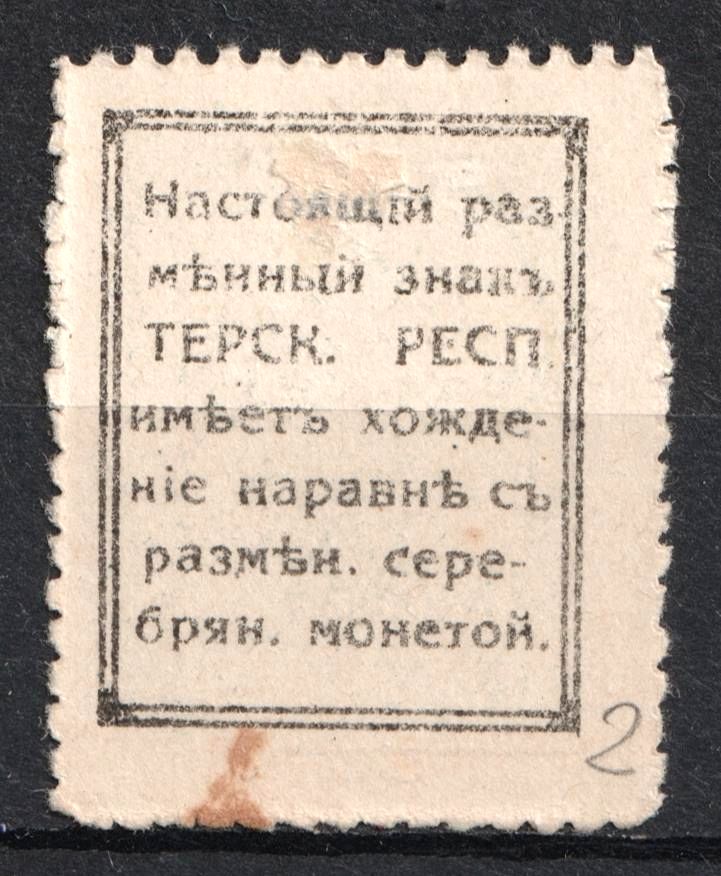 Настоящій раз-
мѣнный знакъ
ТЕРСК. РЕСП.
имѣетъ хожде-
ніе наравнѣ съ
размѣн. сере-
брян. монетой.
2